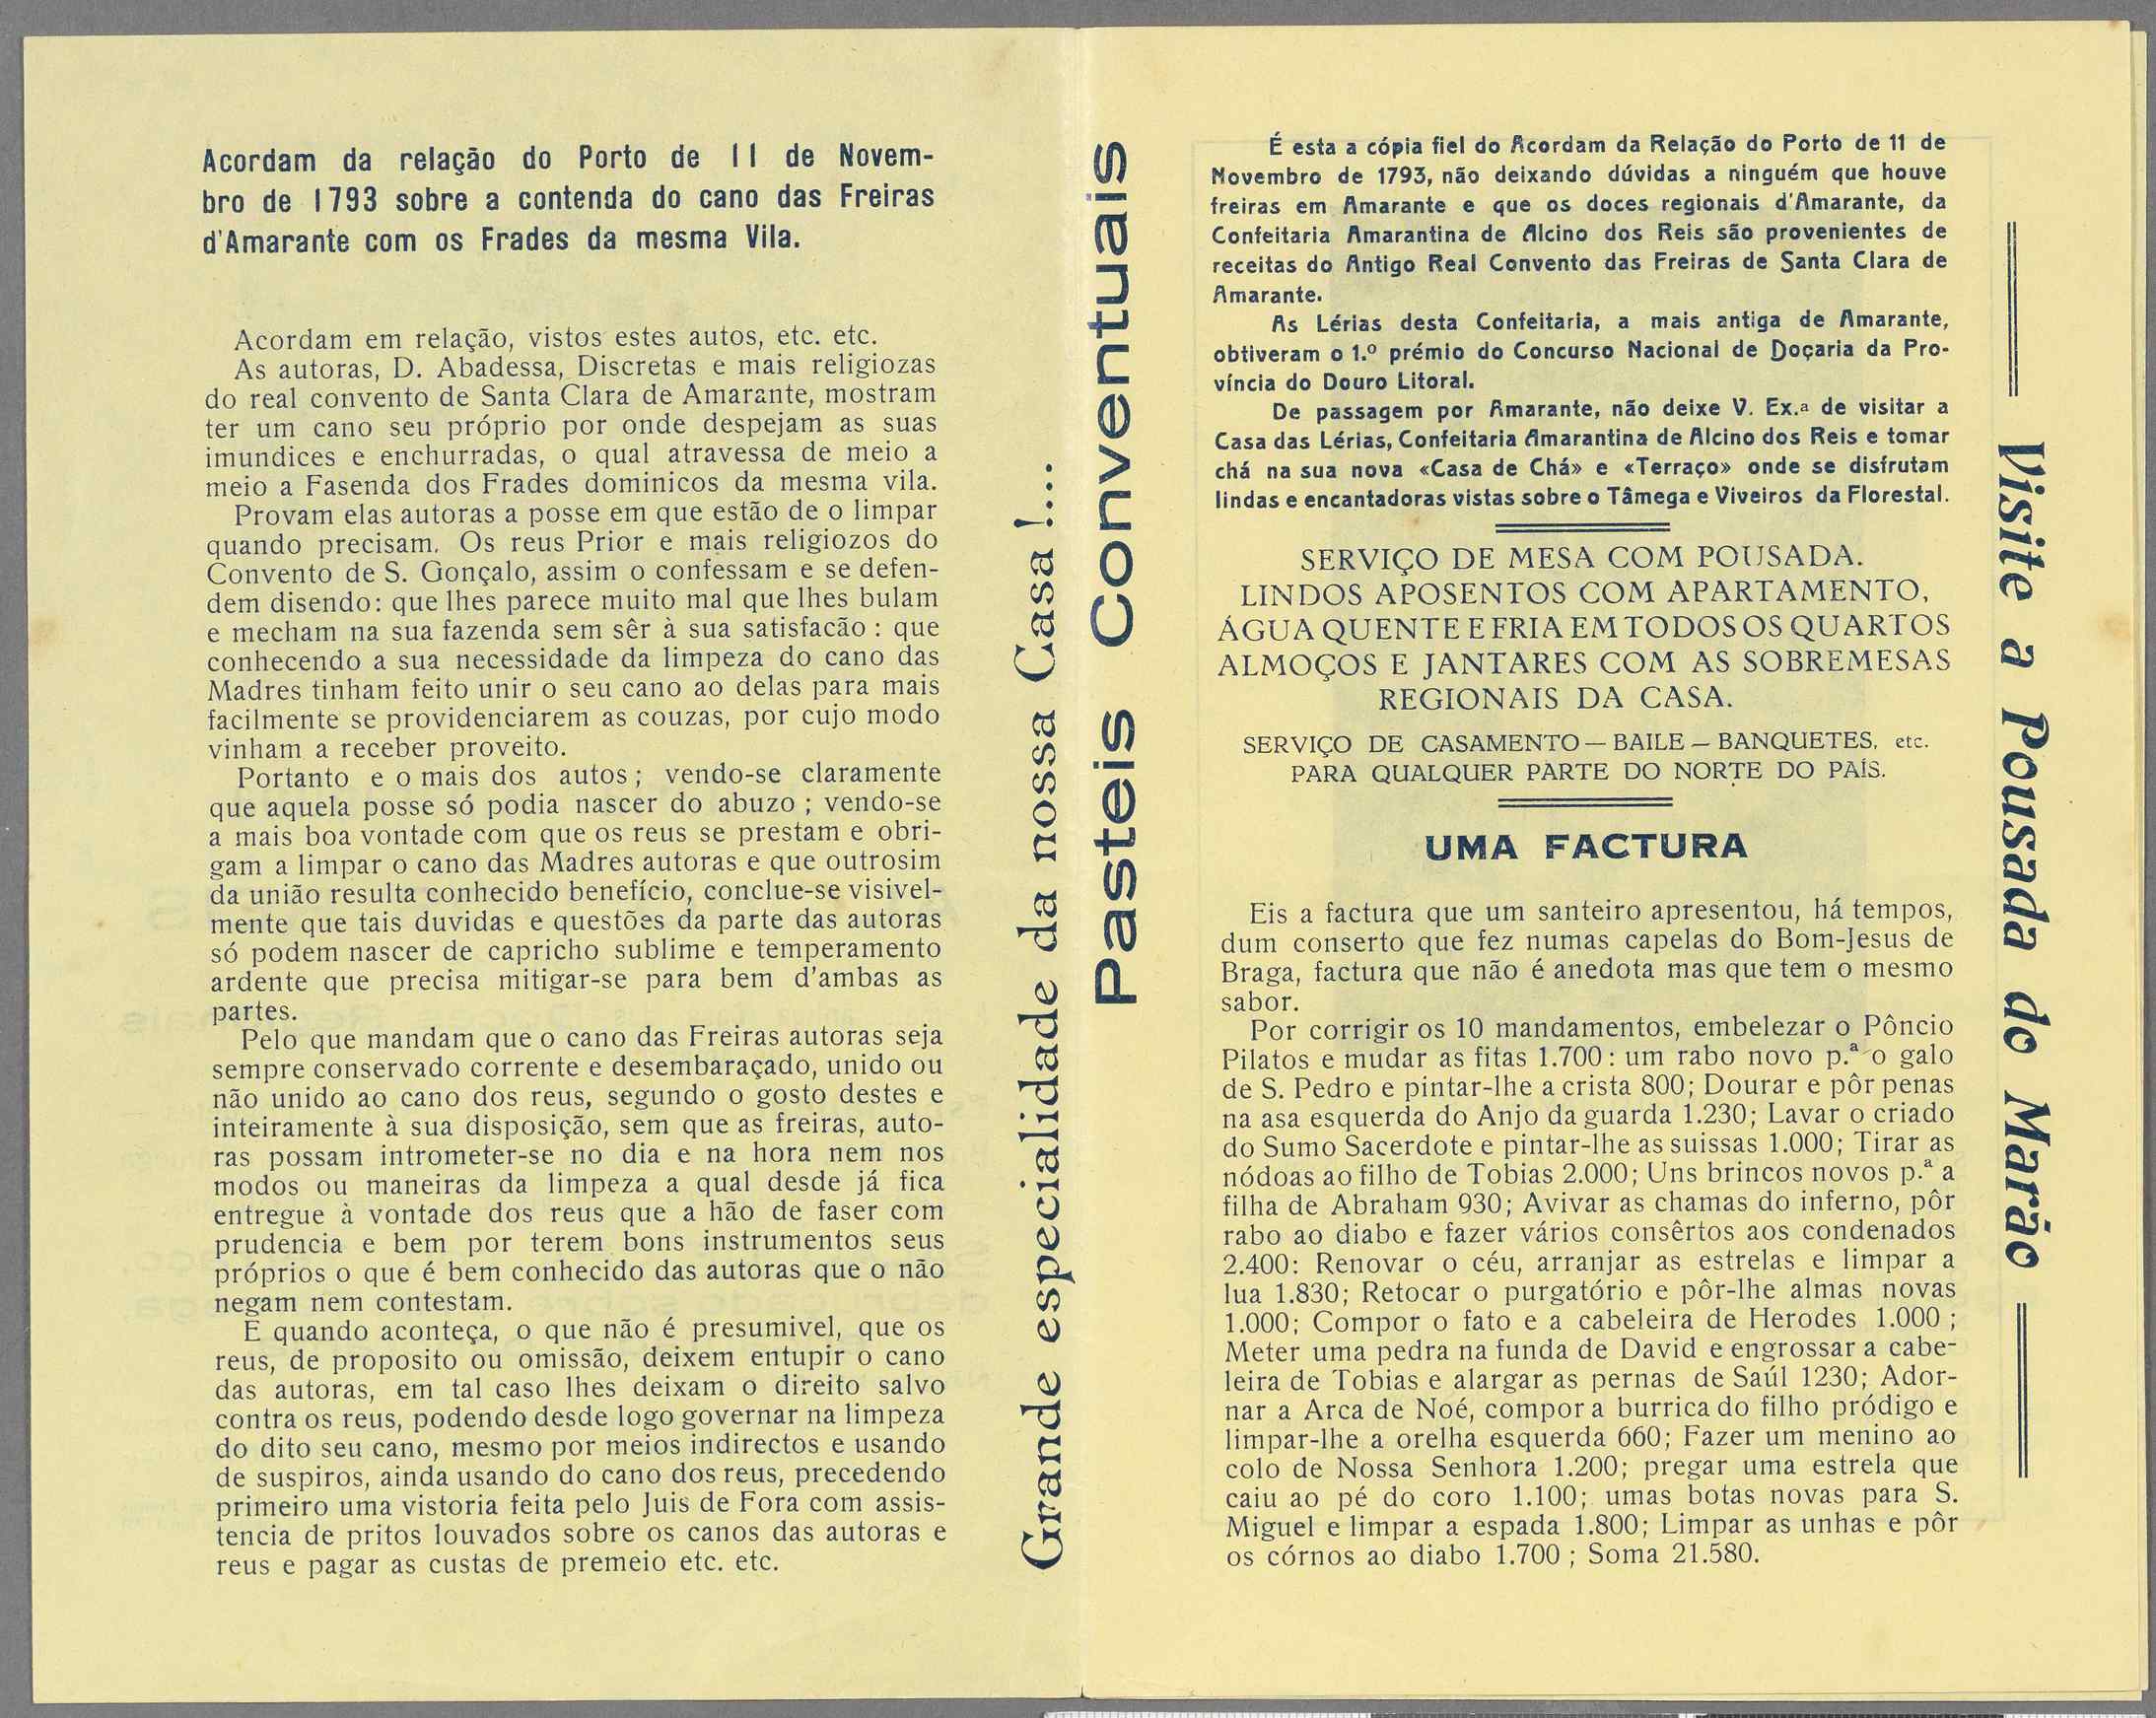 Acordam da relação do Porto de 11 de Novem-
bro de 1793 sobre a contenda do cano das Freiras
d'Amarante com os Frades da mesma Vila.
Acordam em relação, vistos estes autos, etc. etc.
As autoras, D. Abadessa, Discretas e mais religiozas
do real convento de Santa Clara de Amarante, mostram
ter um cano seu próprio por onde despejam as suas
imundices e enchurradas, o qual atravessa de meio a
meio a Fasenda dos Frades dominicos da mesma vila.
Provam elas autoras a posse em que estão de o limpar
quando precisam. Os reus Prior e mais religiozos do
Convento de S. Gonçalo, assim o confessam e se defen-
dem disendo: que lhes parece muito mal que lhes bulam
e mecham na sua fazenda sem sêr à sua satisfacão : que
conhecendo a sua necessidade da limpeza do cano das
Madres tinham feito unir o seu cano ao delas para mais
facilmente se providenciarem as couzas, por cujo modo
vinham a receber proveito.
Portanto e o mais dos autos ; vendo-se claramente
que aquela posse só podia nascer do abuzo ; vendo-se
a mais boa vontade com que os reus se prestam e obri-
gam a limpar o cano das Madres autoras e que outrosim
da união resulta conhecido benefício, conclue-se visivel-
mente que tais duvidas e questões da parte das autoras
só podem nascer de capricho sublime e temperamento
ardente que precisa mitigar-se para bem d'ambas as
partes.
Pelo que mandam que o cano das Freiras autoras seja
sempre conservado corrente e desembaraçado, unido ou
não unido ao cano dos reus, segundo o gosto destes e
inteiramente à sua disposição, sem que as freiras, auto-
ras possam intrometer-se no dia e na hora nem nos
modos ou maneiras da limpeza a qual desde já fica
entregue à vontade dos reus que a hão de faser com
prudencia e bem por terem bons instrumentos seus
próprios o que é bem conhecido das autoras que o não
negam nem contestam.
E quando aconteça, o que não é presumivel, que os
reus, de proposito ou omissão, deixem entupir o cano
das autoras, em tal caso lhes deixam o direito salvo
contra os reus, podendo desde logo governar na limpeza
do dito seu cano, mesmo por meios indirectos e usando
de suspiros, ainda usando do cano dos reus, precedendo
primeiro uma vistoria feita pelo Juis de Fora com assis-
tencia de pritos louvados sobre os canos das autoras e
reus e pagar as custas de premeio etc. etc.
Grande especialidade da nossa Casa !...
Pasteis Conventuais
É esta a cópia fiel do Acordam da Relação do Porto de 11 de
Novembro de 1793, não deixando dúvidas a ninguém que houve
freiras em Amarante e que os doces regionais d'Amarante, da
Confeitaria Amarantina de Alcino dos Reis são provenientes de
receitas do Antigo Real Convento das Freiras de Santa Clara de
Amarante.
As Lérias desta Confeitaria, a mais antiga de Amarante,
obtiveram o 1.º prémio do Concurso Nacional de Doçaria da Pro-
víncia do Douro Litoral.
De passagem por Amarante, não deixe V. Ex.ª de visitar a
Casa das Lérias, Confeitaria Amarantina de Alcino dos Reis e tomar
chá na sua nova «Casa de Chá» e «Terraço» onde se disfrutam
lindas e encantadoras vistas sobre o Tâmega e Viveiros da Florestal.
SERVIÇO DE MESA COM POUSADA.
LINDOS APOSENTOS COM APARTAMENTO,
ÁGUA QUENTE E FRIA EM TODOS OS QUARTOS
ALMOÇOS E JANTARES COM AS SOBREMESAS
REGIONAIS DA CASA.
SERVIÇO DE CASAMENTO — BAILE — BANQUETES, etc.
PARA QUALQUER PARTE DO NORTE DO PAÍS.
UMA FACTURA
Eis a factura que um santeiro apresentou, há tempos,
dum conserto que fez numas capelas do Bom-Jesus de
Braga, factura que não é anedota mas que tem o mesmo
sabor.
Por corrigir os 10 mandamentos, embelezar o Pôncio
Pilatos e mudar as fitas 1.700 : um rabo novo p.ª o galo
de S. Pedro e pintar-lhe a crista 800; Dourar e pôr penas
na asa esquerda do Anjo da guarda 1.230; Lavar o criado
do Sumo Sacerdote e pintar-lhe as suissas 1.000; Tirar as
nódoas ao filho de Tobias 2.000; Uns brincos novos p.ª a
filha de Abraham 930; Avivar as chamas do inferno, pôr
rabo ao diabo e fazer vários consêrtos aos condenados
2.400: Renovar o céu, arranjar as estrelas e limpar a
lua 1.830; Retocar o purgatório e pôr-lhe almas novas
1.000; Compor o fato e a cabeleira de Herodes 1.000 ;
Meter uma pedra na funda de David e engrossar a cabe-
leira de Tobias e alargar as pernas de Saúl 1230; Ador-
nar a Arca de Noé, compor a burrica do filho pródigo e
limpar-lhe a orelha esquerda 660; Fazer um menino ao
colo de Nossa Senhora 1.200; pregar uma estrela que
caiu ao pé do coro 1.100; umas botas novas para S.
Miguel e limpar a espada 1.800; Limpar as unhas e pôr
os córnos ao diabo 1.700 ; Soma 21.580.
Visite a Pousada do Marão